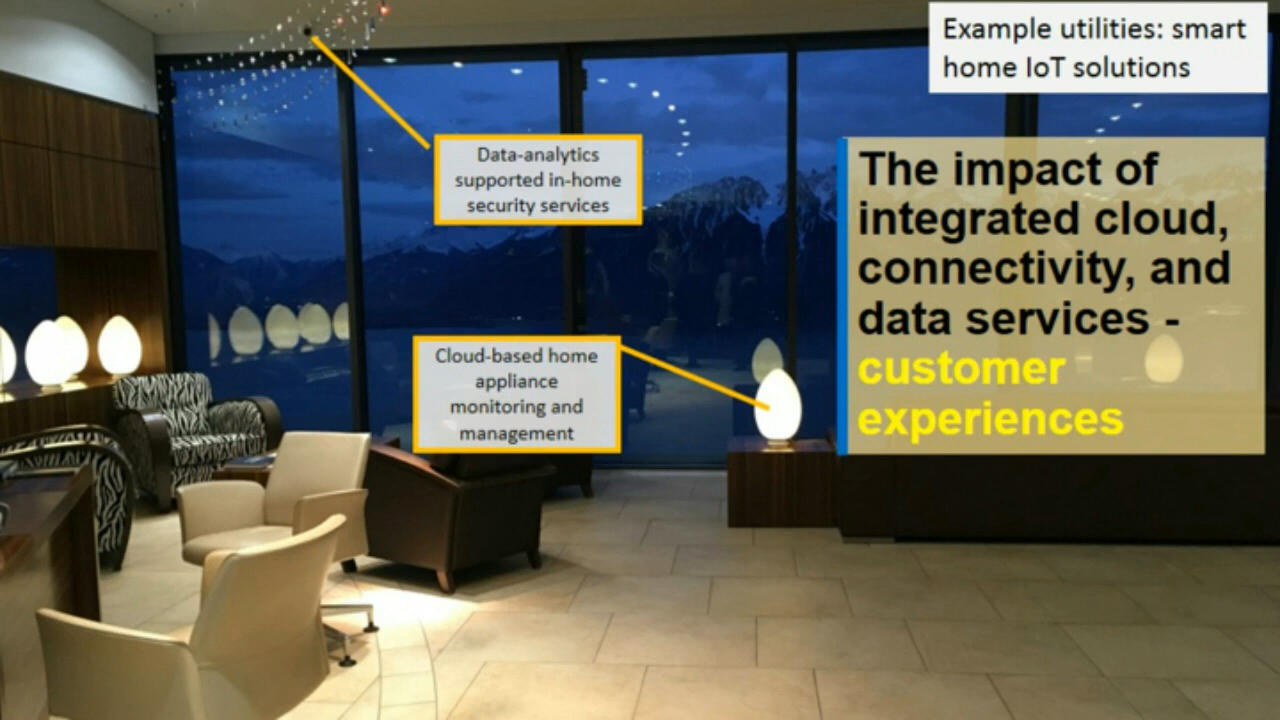 Example utilities: smart
home IoT solutions
Data-analytics
supported in-home
security services
The impact of
integrated cloud,
connectivity, and
data services -
customer
experiences
Cloud-based home
appliance
monitoring and
management